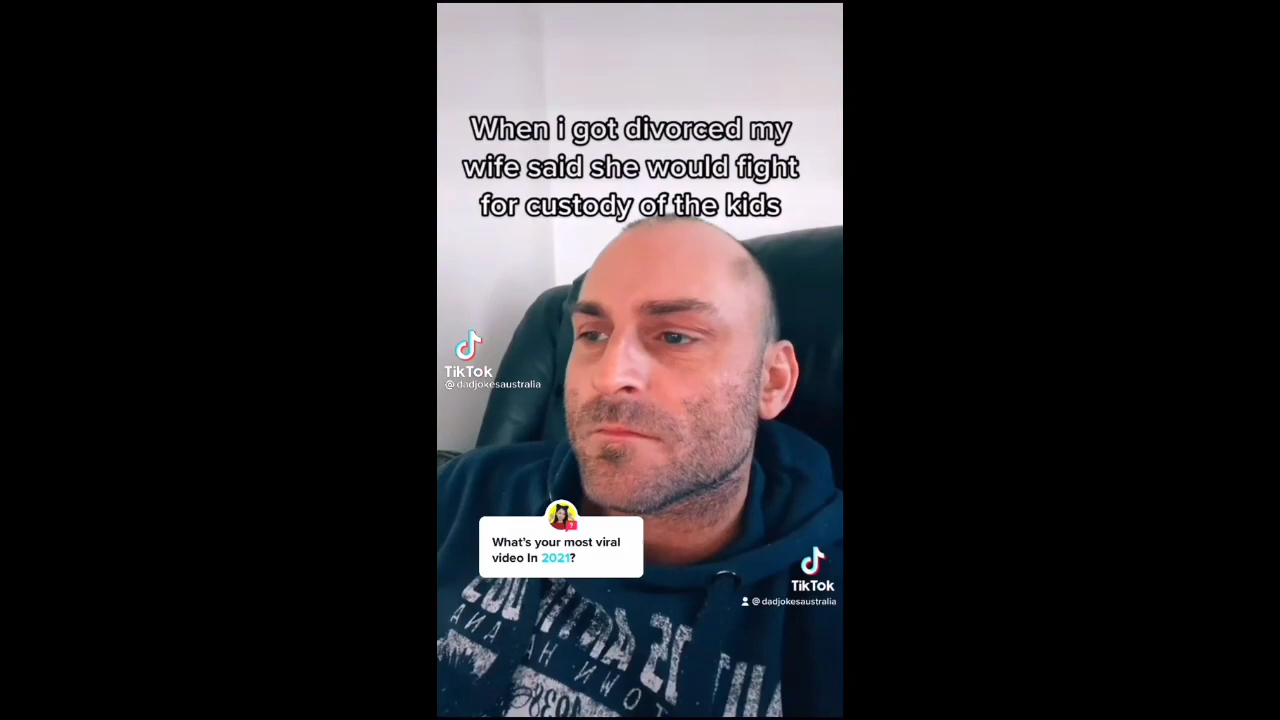 When i got divorced my
wife said she would fight
for custody of the kids
TikTok
@dadjokesaustralia
What's your most viral
video In 2021?
TikTok
@dadjokesaustralia